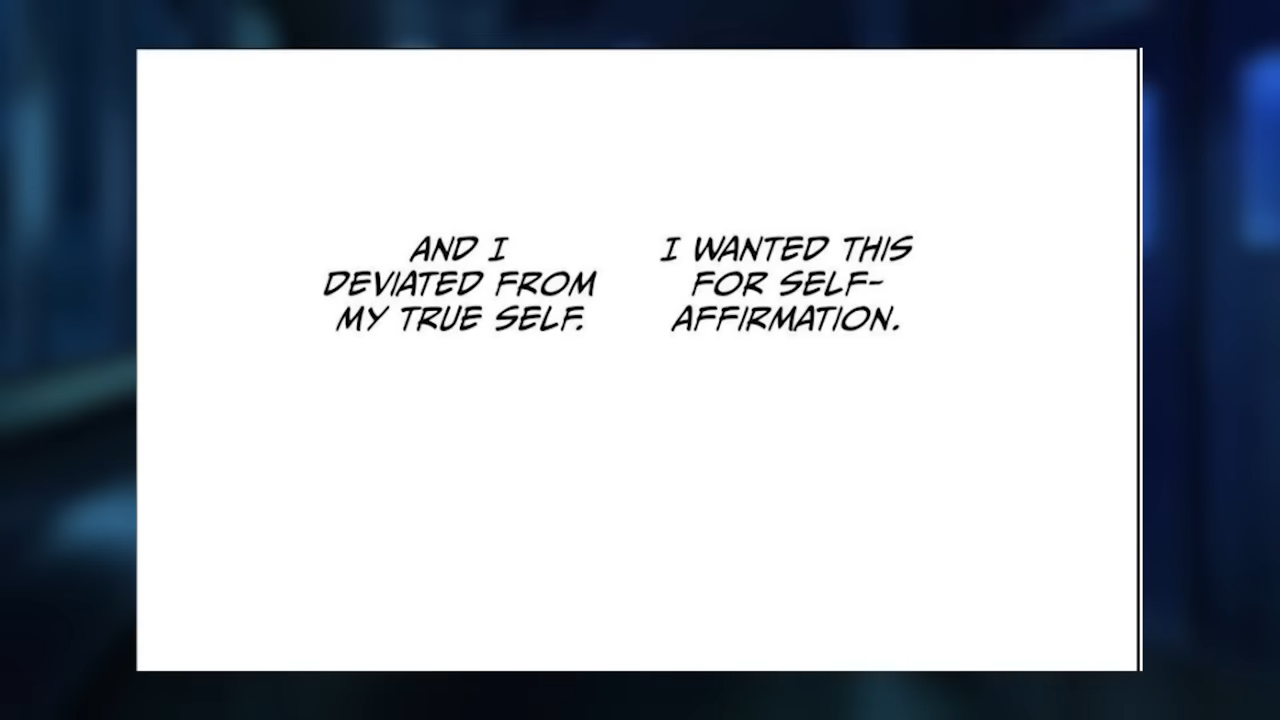 I WANTED THIS
FOR SELF-
AFFIRMATION.
AND I
DEVIATED FROM
MY TRUE SELF.